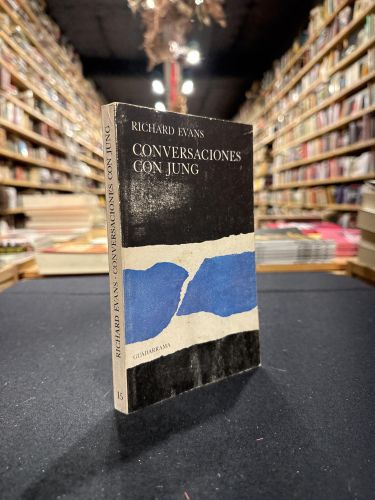 RICHARD EVANS
CONVERSACIONES
CON JUNG
GUADARRAMA
RICHARD EVANS - CONVERSACIONES CON JUNG
15